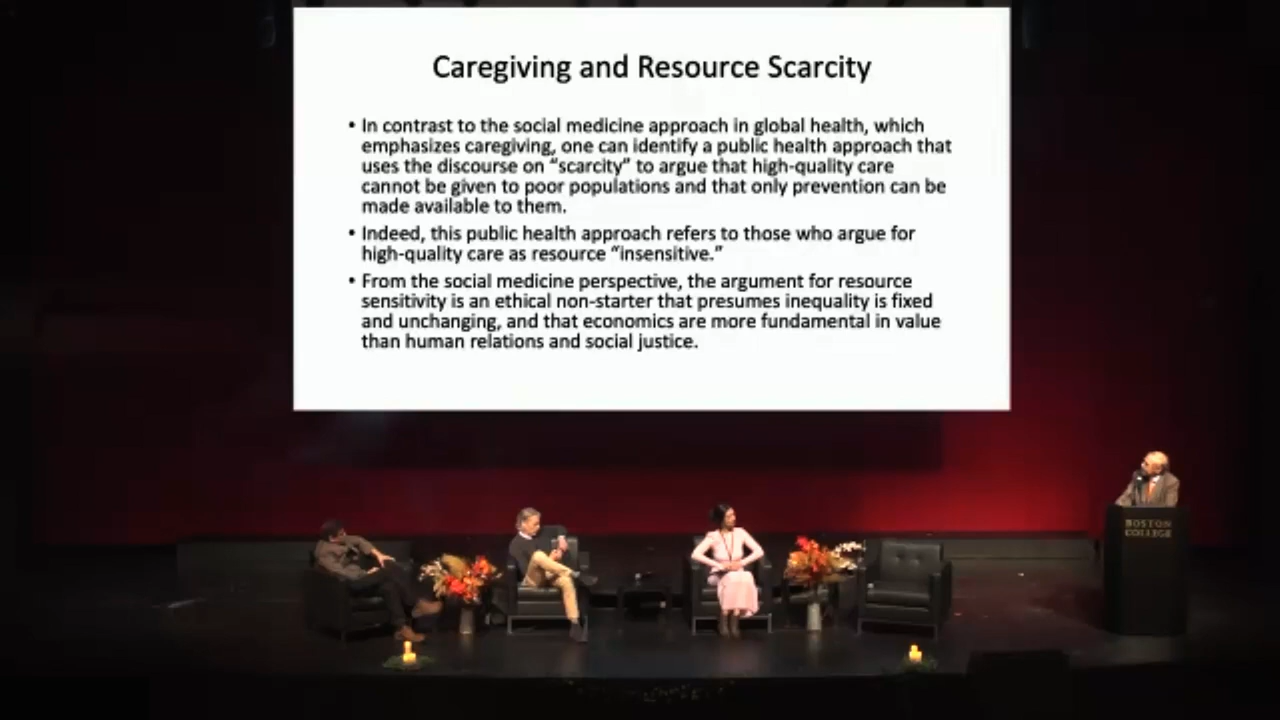 Caregiving and Resource Scarcity
• In contrast to the social medicine approach in global health, which
emphasizes caregiving, one can identify a public health approach that
uses the discourse on “scarcity” to argue that high-quality care
cannot be given to poor populations and that only prevention can be
made available to them.
• Indeed, this public health approach refers to those who argue for
high-quality care as resource “insensitive.”
• From the social medicine perspective, the argument for resource
sensitivity is an ethical non-starter that presumes inequality is fixed
and unchanging, and that economics are more fundamental in value
than human relations and social justice.
BOSTON
COLLEGE